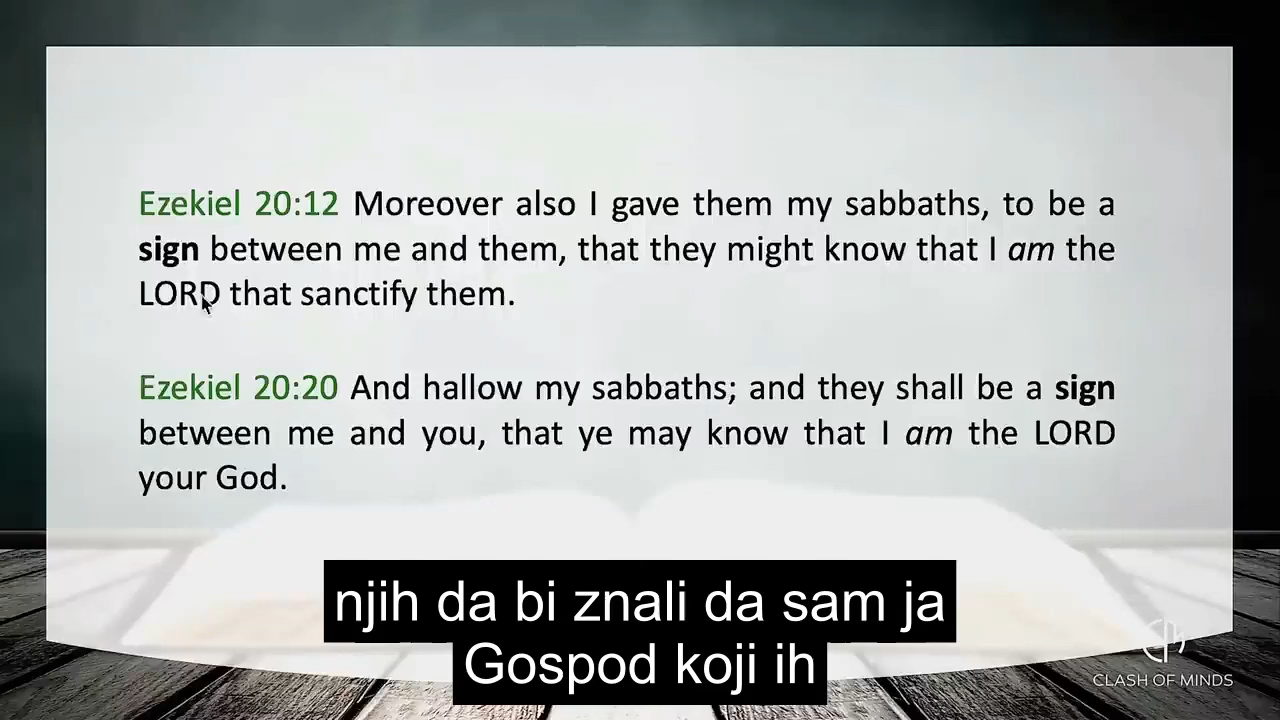 Ezekiel 20:12 Moreover also I gave them my sabbaths, to be a
sign between me and them, that they might know that I am the
LORD that sanctify them.
Ezekiel 20:20 And hallow my sabbaths; and they shall be a sign
between me and you, that ye may know that I am the LORD
your God.
njih da bi znali da sam ja
Gospod koji ih
CLASH OF MINDS